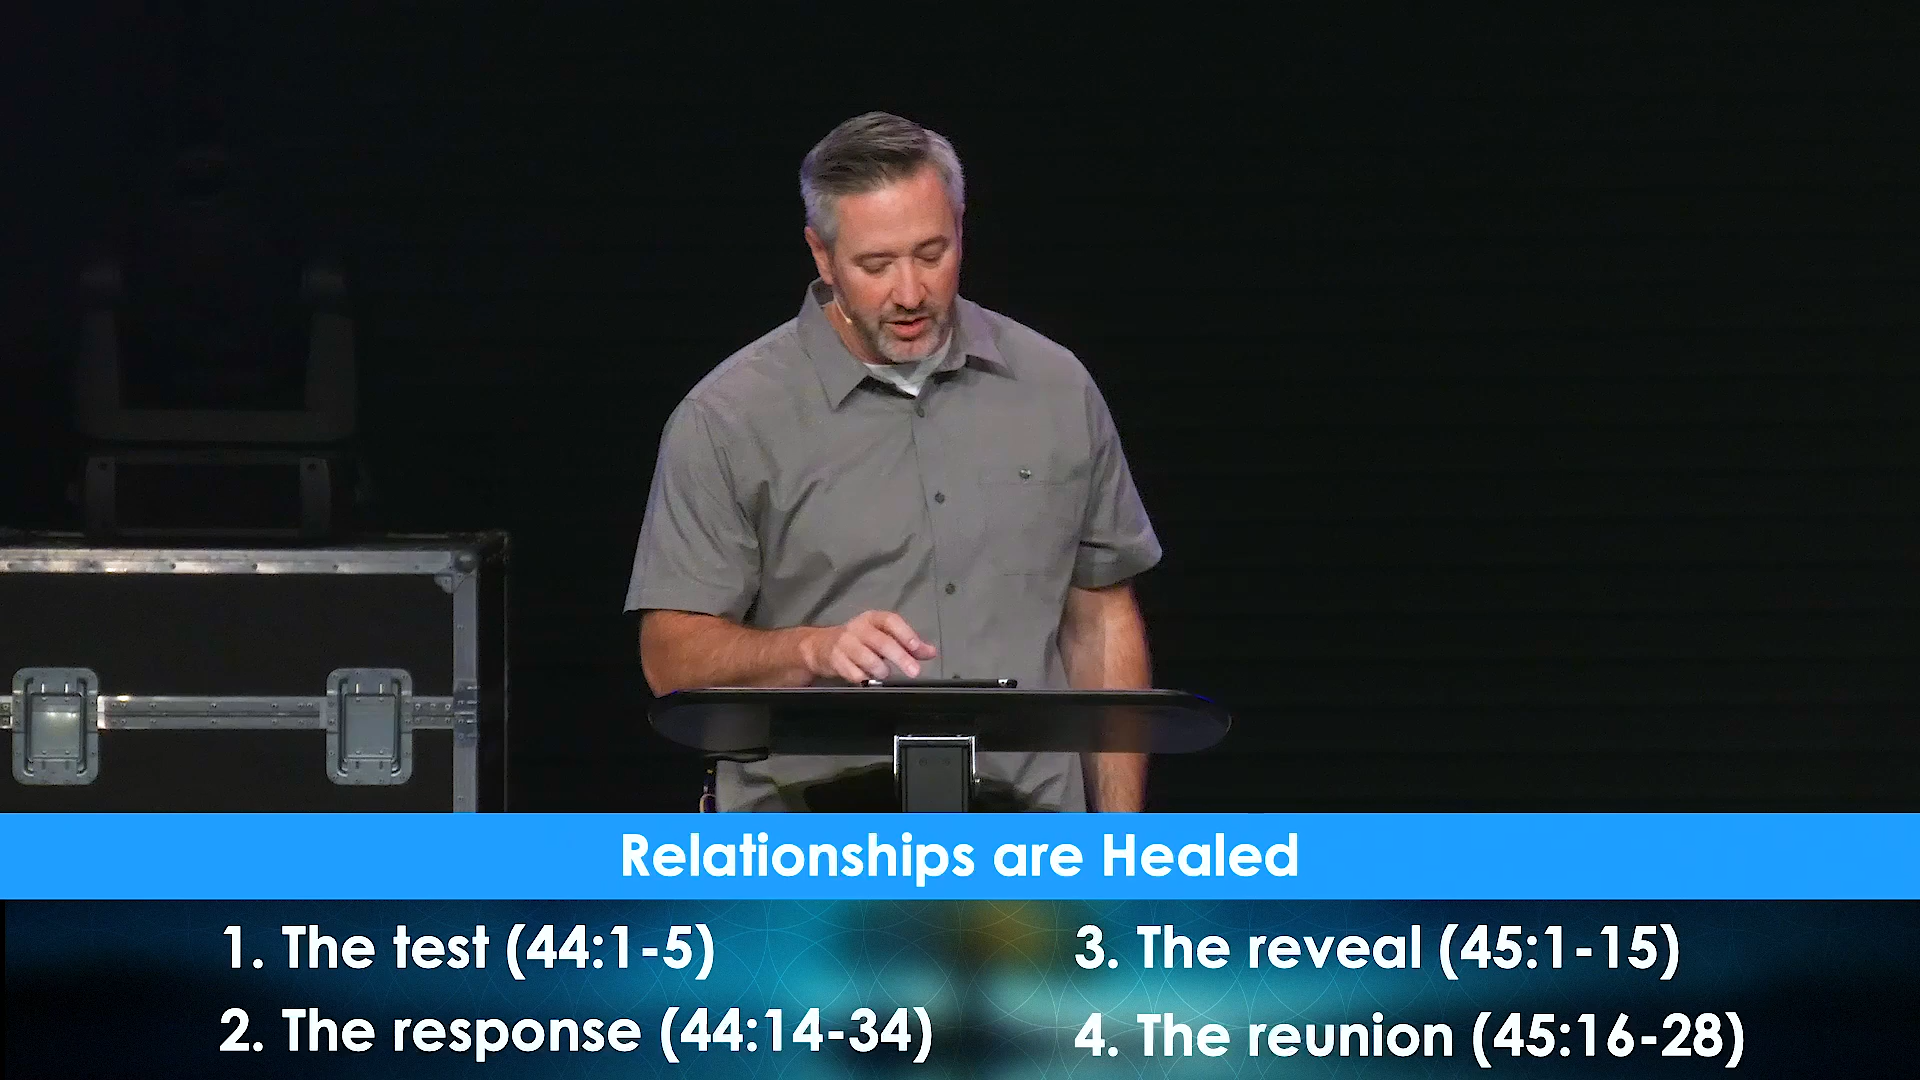 Relationships are Healed
1. The test (44:1-5)
2. The response (44:14-34)
3. The reveal (45:1-15)
4. The reunion (45:16-28)